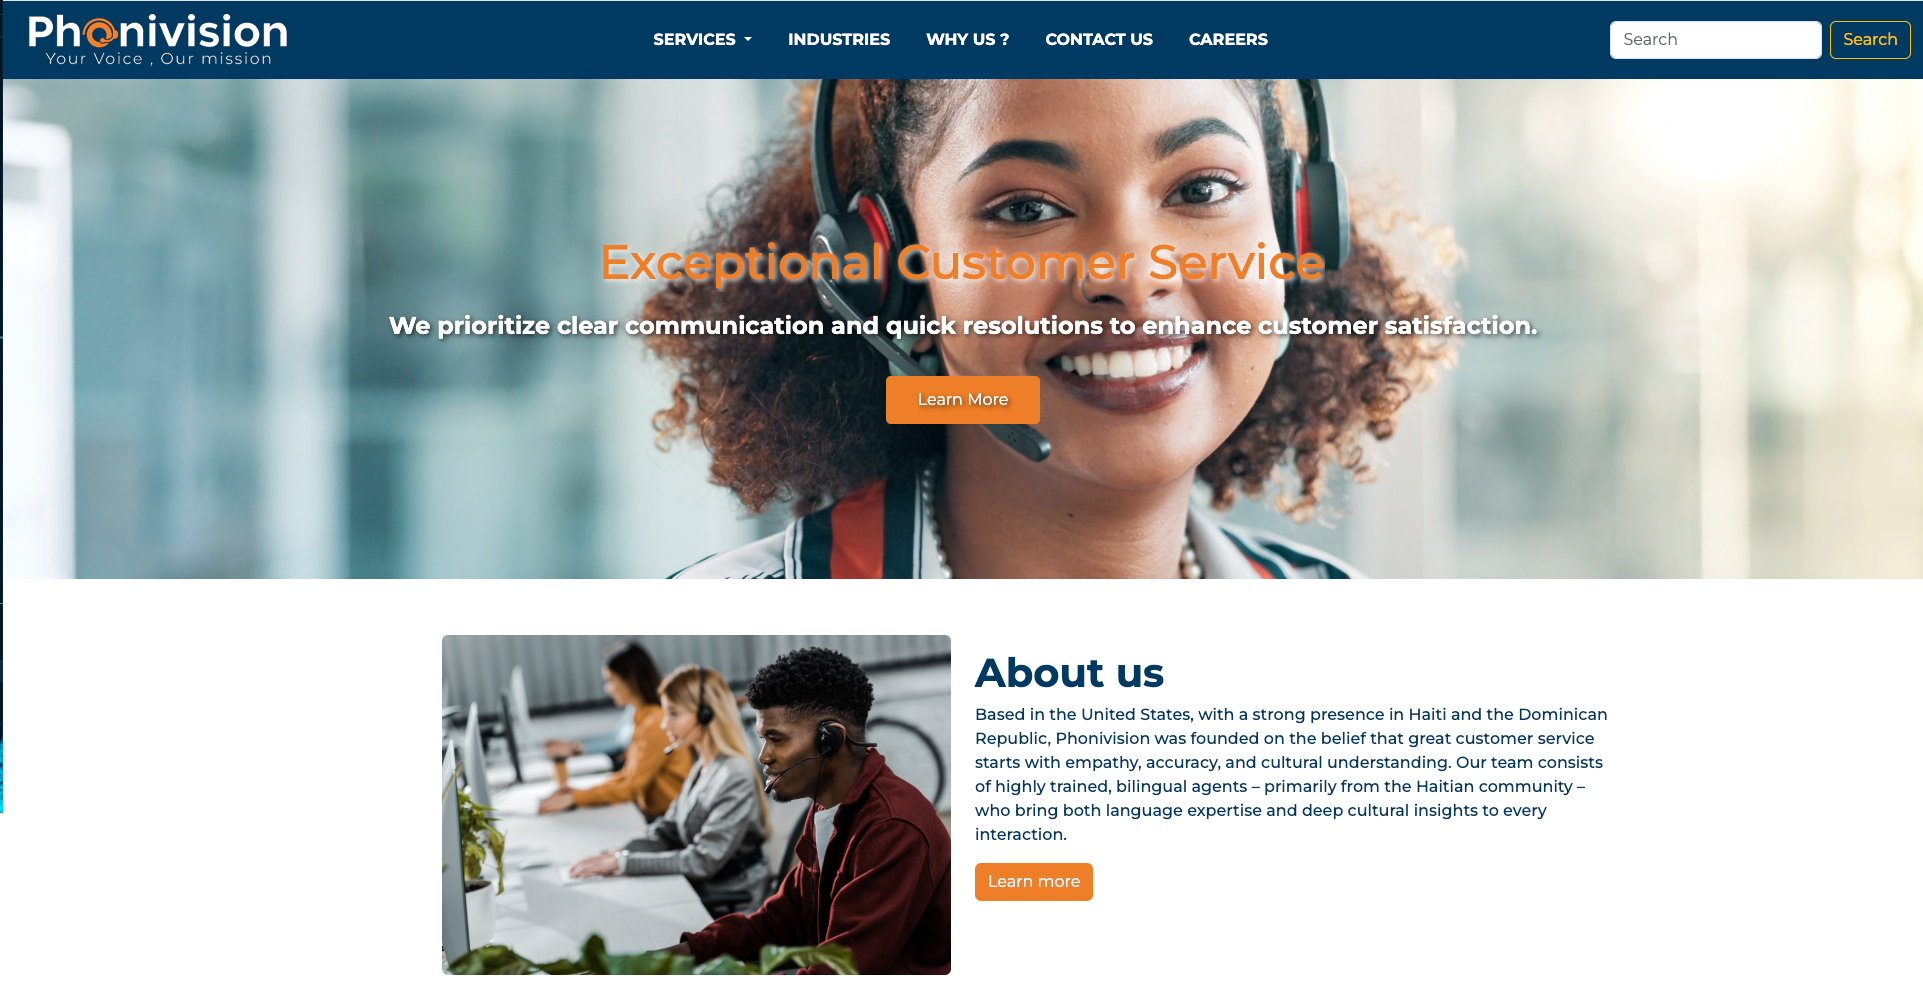 Phonivision
Your Voice , Our mission
SERVICES
INDUSTRIES
WHY US ?
CONTACT US
CAREERS
Search
Search
Exceptional Customer Service
We prioritize clear communication and quick resolutions to enhance customer satisfaction.
Learn More
About us
Based in the United States, with a strong presence in Haiti and the Dominican
Republic, Phonivision was founded on the belief that great customer service
starts with empathy, accuracy, and cultural understanding. Our team consists
of highly trained, bilingual agents – primarily from the Haitian community –
who bring both language expertise and deep cultural insights to every
interaction.
Learn more